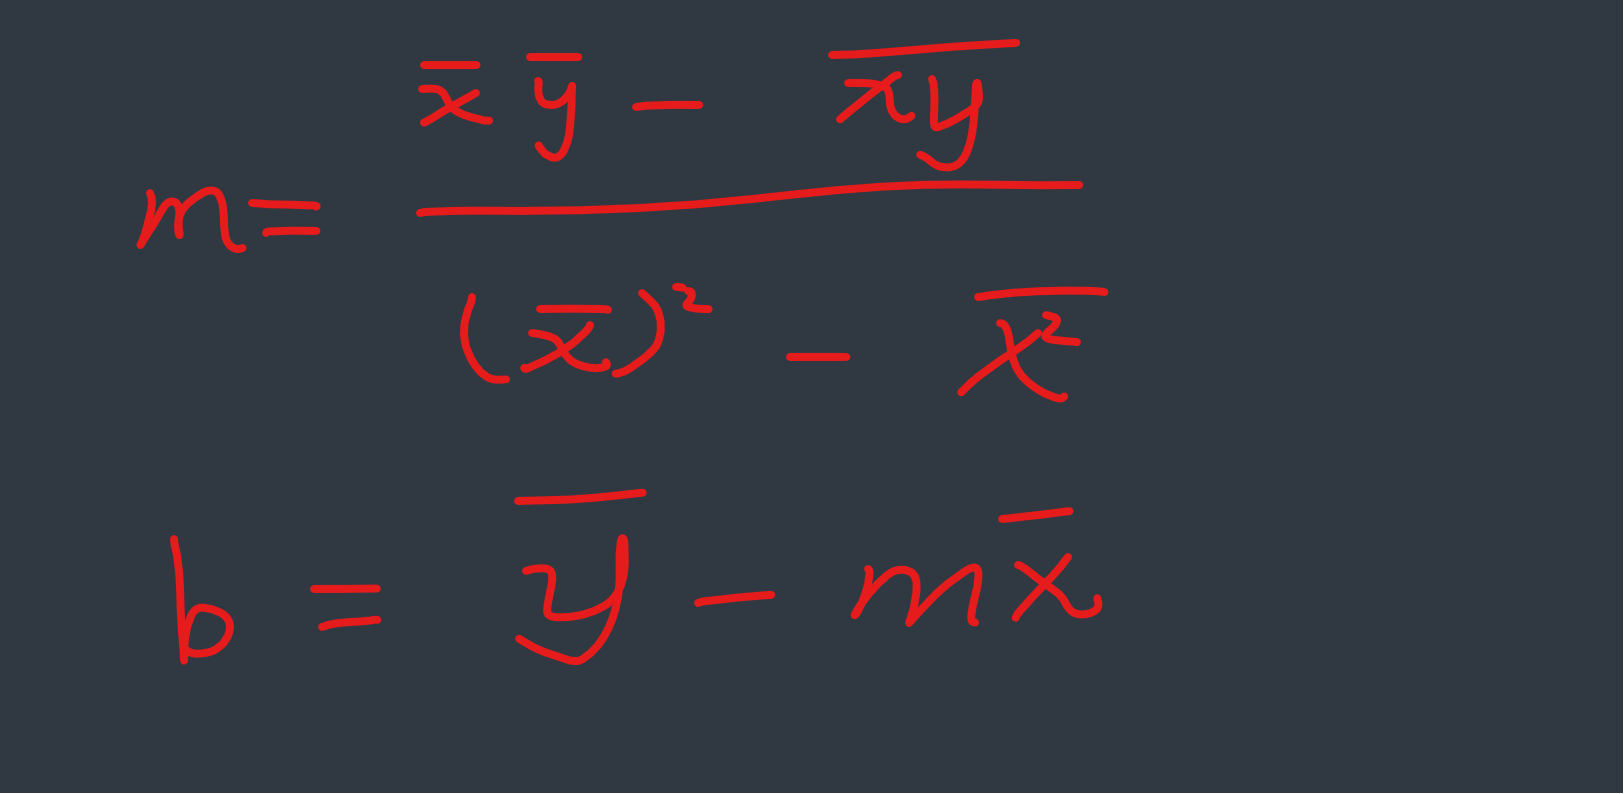 m = (x̄ ȳ − x̅y̅) / ((x̄)² − x̅²̅)
b = ȳ − mx̄